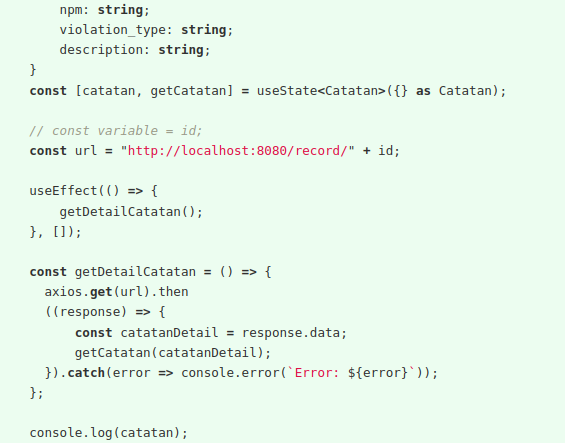 npm: string;
violation_type: string;
description: string;
}
const [catatan, getCatatan] = useState<Catatan>({} as Catatan);
// const variable = id;
const url = "http://localhost:8080/record/" + id;
useEffect(() => {
getDetailCatatan();
}, []);
const getDetailCatatan = () => {
axios.get(url).then
((response) => {
const catatanDetail = response.data;
getCatatan(catatanDetail);
}).catch(error => console.error(`Error: ${error}`));
};
console.log(catatan);